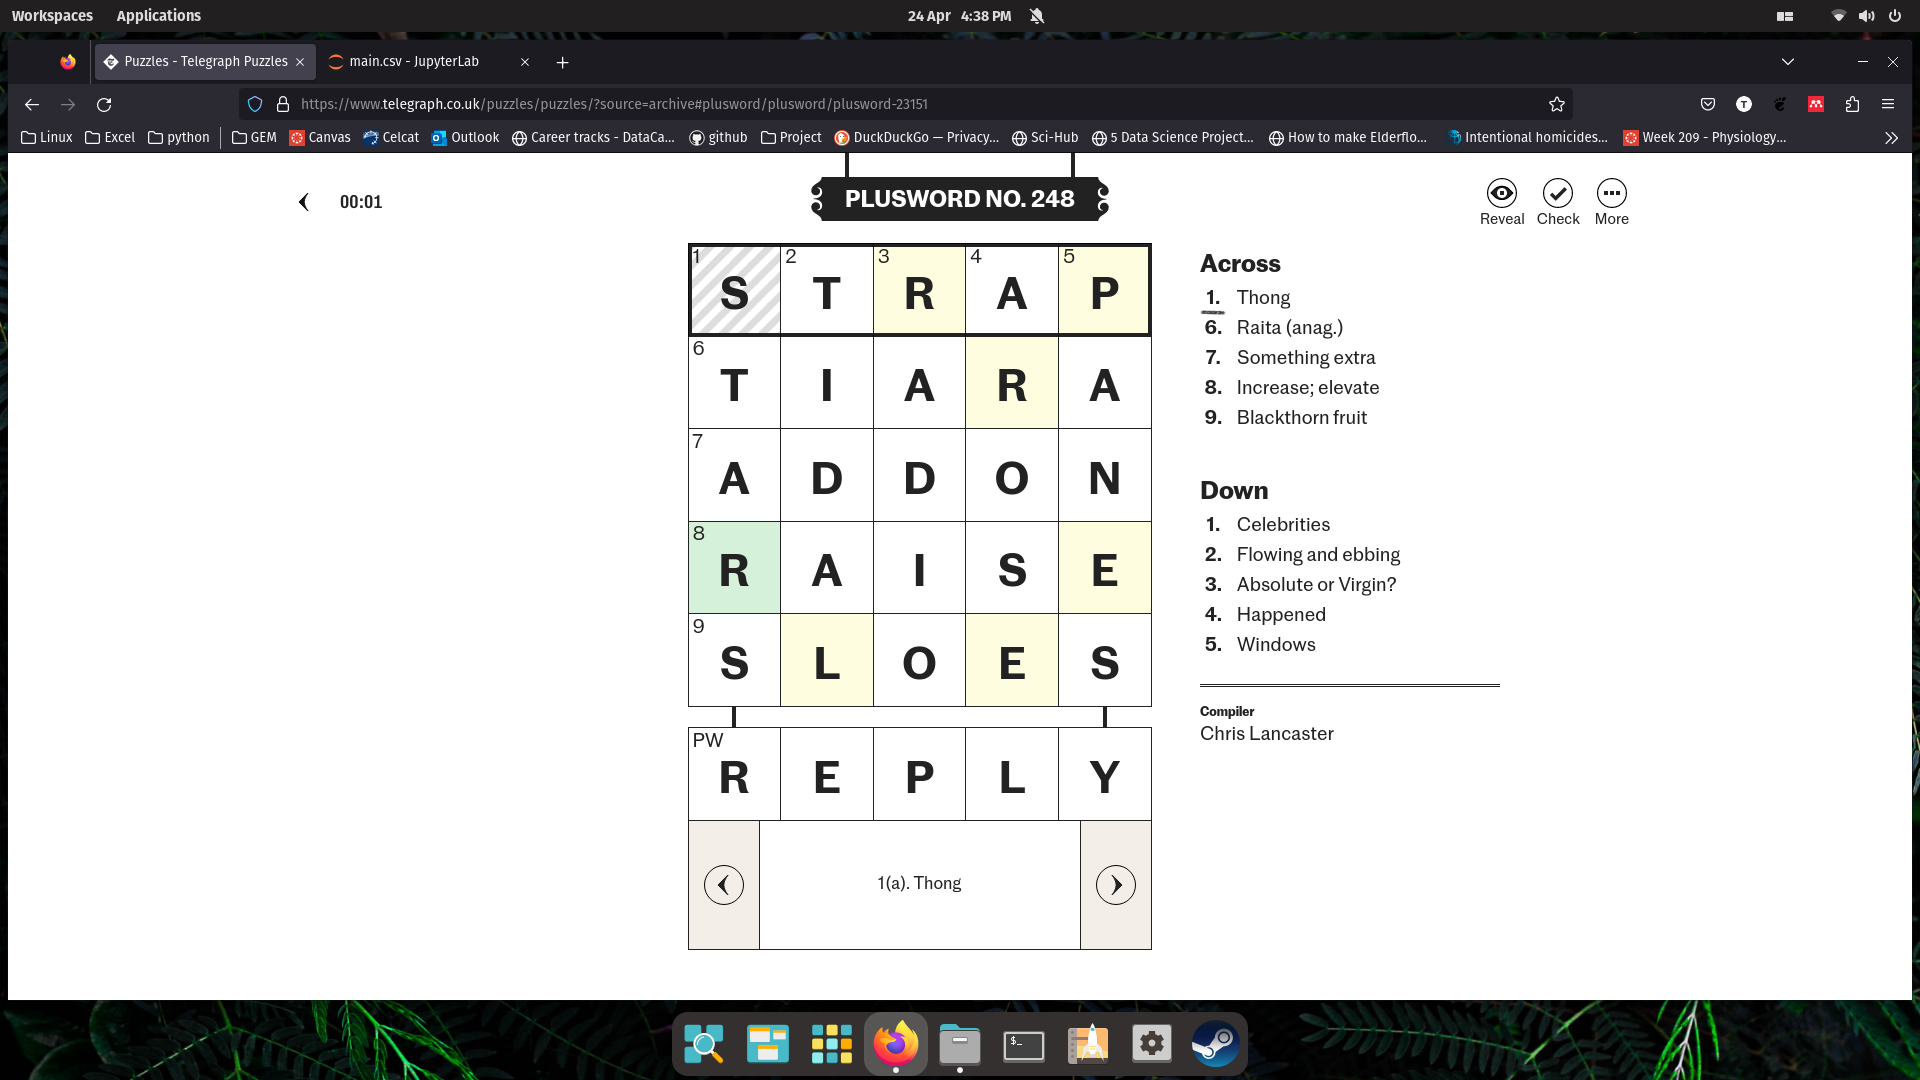 Workspaces Applications 24 Apr 4:38 PM
Puzzles - Telegraph Puzzles main.csv - JupyterLab
https://www.telegraph.co.uk/puzzles/puzzles/?source=archive#plusword/plusword/plusword-23151
Linux Excel python GEM Canvas Celcat Outlook Career tracks - DataCa... github Project DuckDuckGo — Privacy... Sci-Hub 5 Data Science Project... How to make Elderflo... Intentional homicides... Week 209 - Physiology...
00:01
PLUSWORD NO. 248
Reveal Check More
1 S 2 T 3 R 4 A 5 P
6 T I A R A
7 A D D O N
8 R A I S E
9 S L O E S
PW R E P L Y
1(a). Thong
Across
1. Thong
6. Raita (anag.)
7. Something extra
8. Increase; elevate
9. Blackthorn fruit
Down
1. Celebrities
2. Flowing and ebbing
3. Absolute or Virgin?
4. Happened
5. Windows
Compiler
Chris Lancaster
$_